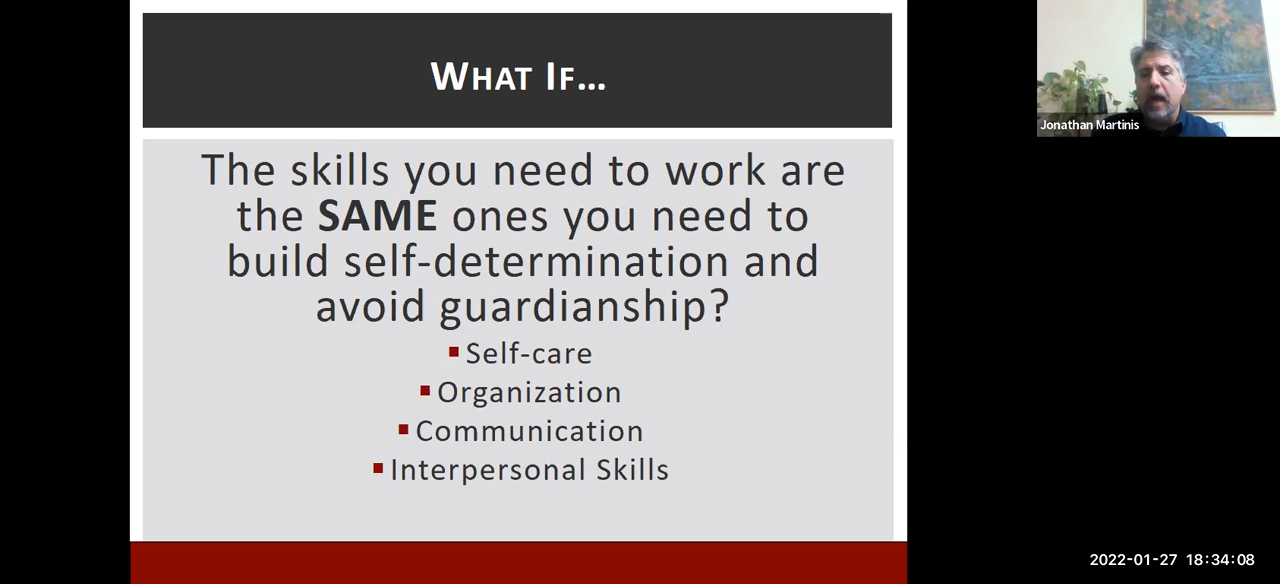 What If…
The skills you need to work are
the SAME ones you need to
build self-determination and
avoid guardianship?
▪Self-care
▪Organization
▪Communication
▪Interpersonal Skills
Jonathan Martinis
2022-01-27 18:34:08